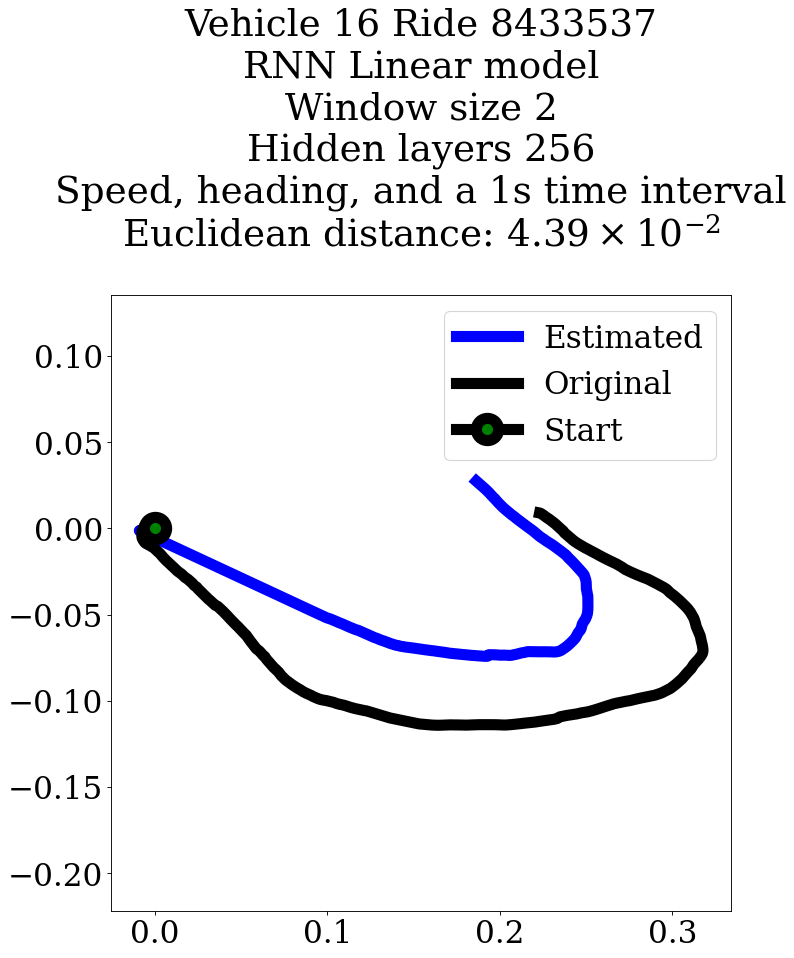 Vehicle 16 Ride 8433537
RNN Linear model
Window size 2
Hidden layers 256
Speed, heading, and a 1s time interval
Euclidean distance: 4.39 × 10⁻²
Estimated
Original
Start
0.10
0.05
0.00
−0.05
−0.10
−0.15
−0.20
0.0 0.1 0.2 0.3